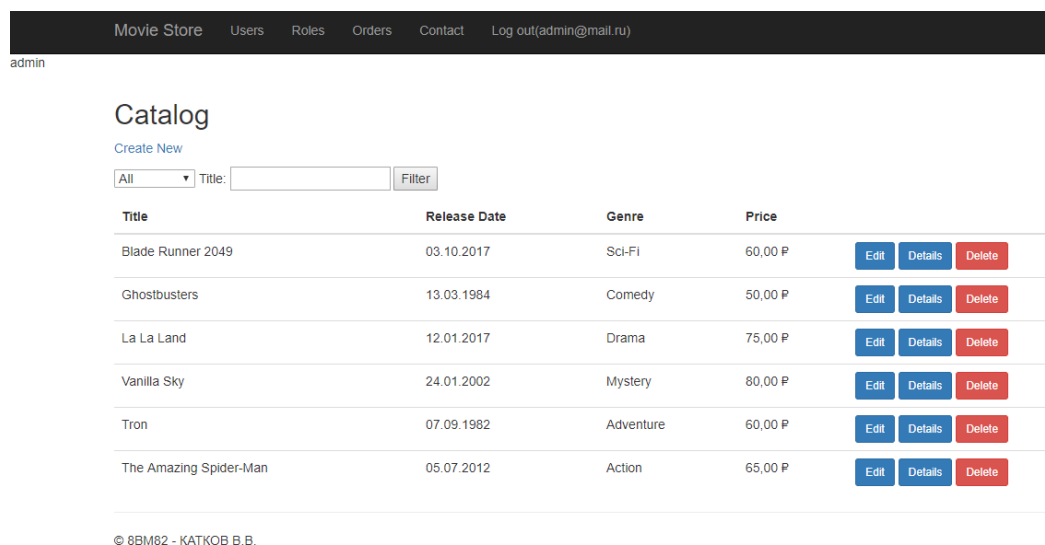 Movie Store Users Roles Orders Contact Log out(admin@mail.ru)
admin
Catalog
Create New
All Title: Filter
Title Release Date Genre Price
Blade Runner 2049 03.10.2017 Sci-Fi 60,00 ₽ Edit Details Delete
Ghostbusters 13.03.1984 Comedy 50,00 ₽ Edit Details Delete
La La Land 12.01.2017 Drama 75,00 ₽ Edit Details Delete
Vanilla Sky 24.01.2002 Mystery 80,00 ₽ Edit Details Delete
Tron 07.09.1982 Adventure 60,00 ₽ Edit Details Delete
The Amazing Spider-Man 05.07.2012 Action 65,00 ₽ Edit Details Delete
© 8ВМ82 - КАТКОВ В.В.